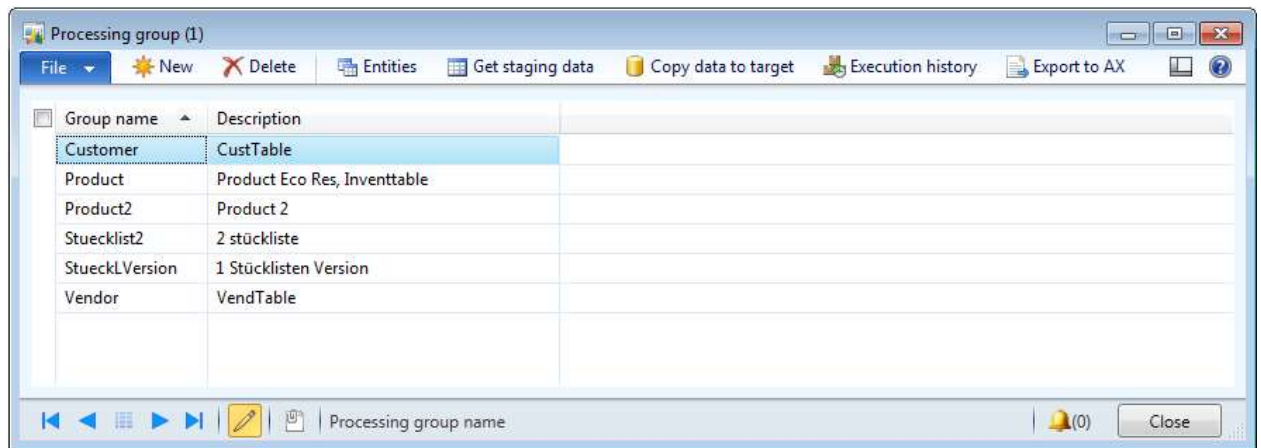 Processing group (1)
File New Delete Entities Get staging data Copy data to target Execution history Export to AX
Group name Description
Customer CustTable
Product Product Eco Res, Inventtable
Product2 Product 2
Stuecklist2 2 stückliste
StueckLVersion 1 Stücklisten Version
Vendor VendTable
Processing group name (0) Close